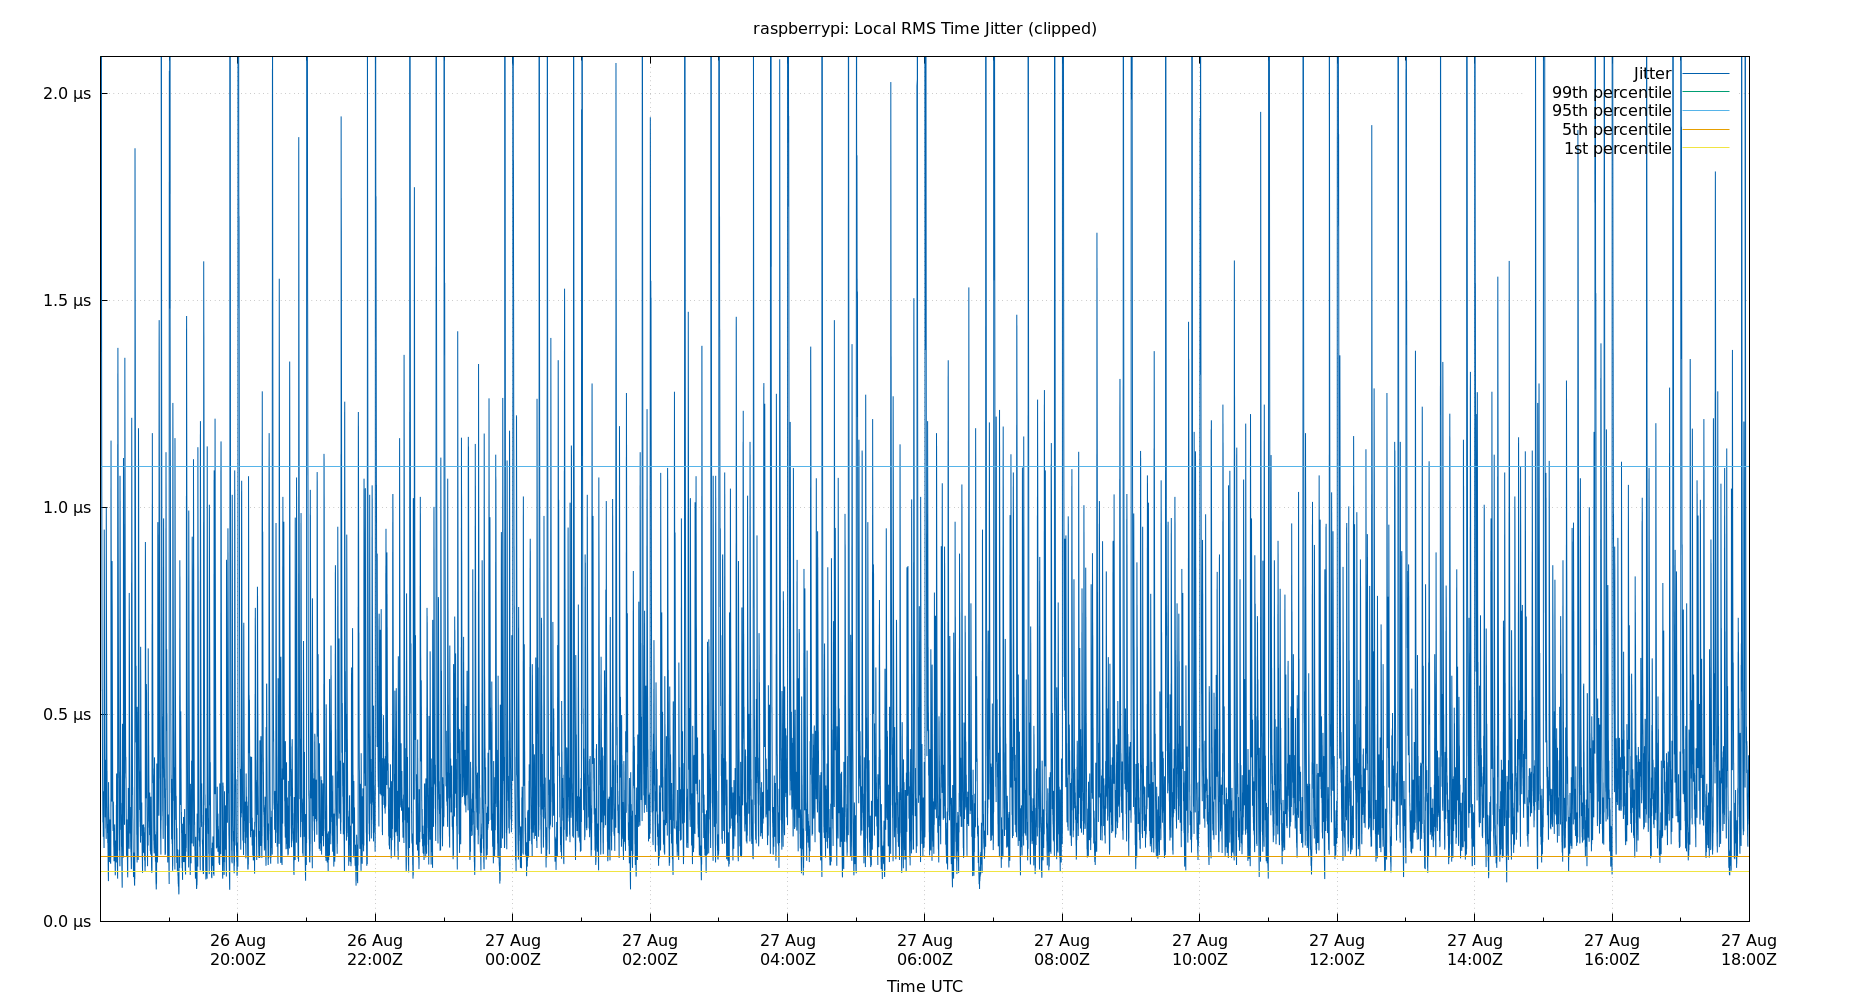 raspberrypi: Local RMS Time Jitter (clipped)
2.0 µs
1.5 µs
1.0 µs
0.5 µs
0.0 µs
Jitter
99th percentile
95th percentile
5th percentile
1st percentile
26 Aug 26 Aug 27 Aug 27 Aug 27 Aug 27 Aug 27 Aug 27 Aug 27 Aug 27 Aug 27 Aug 27 Aug
20:00Z 22:00Z 00:00Z 02:00Z 04:00Z 06:00Z 08:00Z 10:00Z 12:00Z 14:00Z 16:00Z 18:00Z
Time UTC